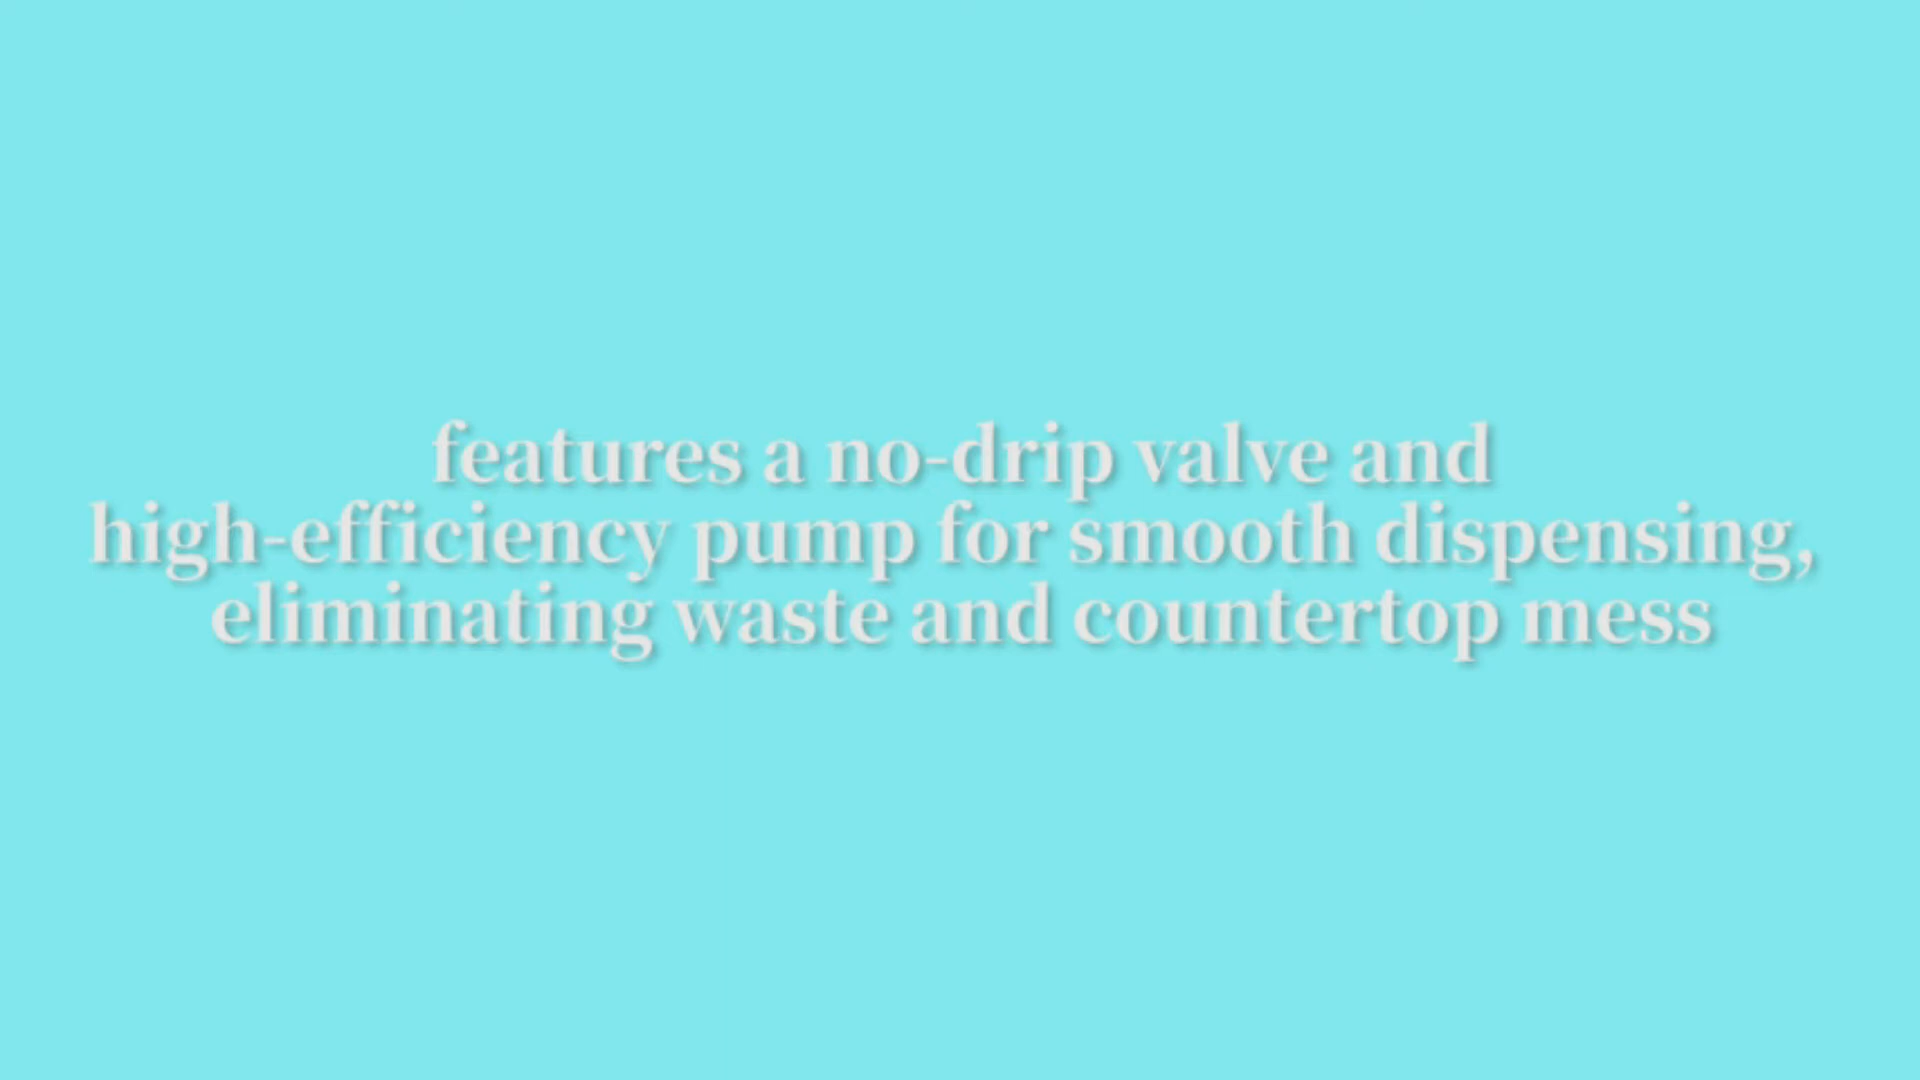 features a no-drip valve and
high-efficiency pump for smooth dispensing,
eliminating waste and countertop mess